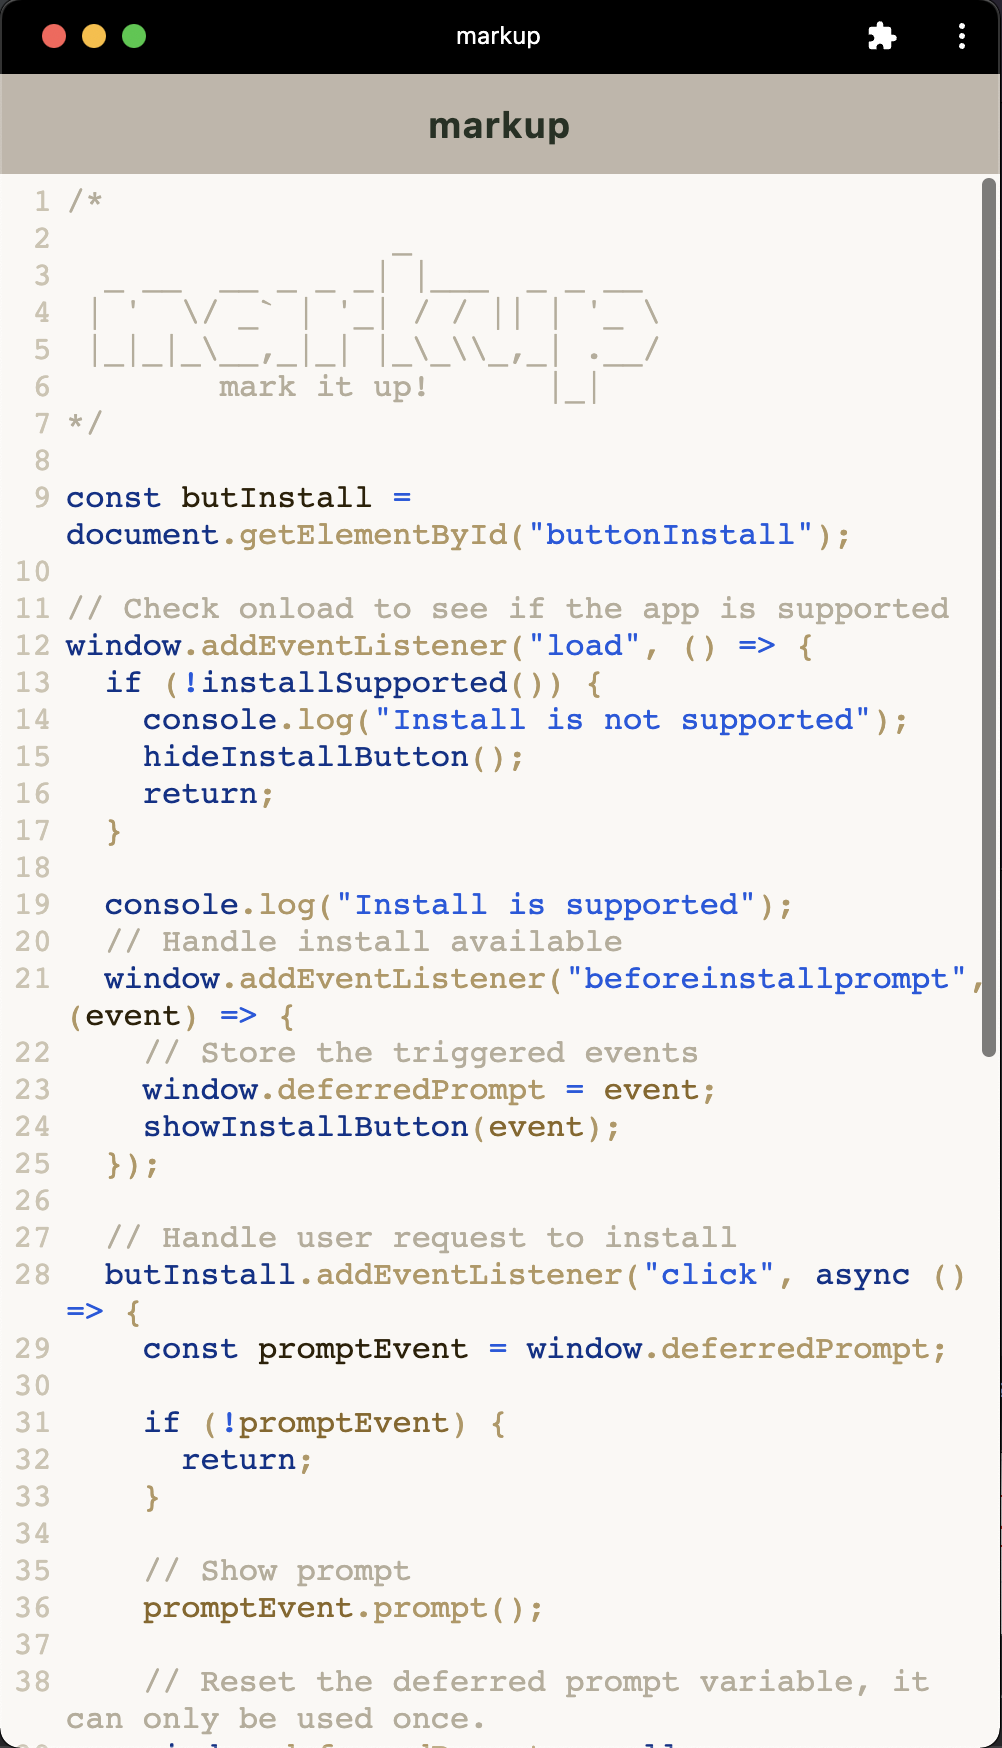 markup
markup
1 /*
2                  _
3   _ __  __ _ _ _| |___  _ _ __
4  | '  \/ _` | '_| / / || | '_ \
5  |_|_|_\__,_|_| |_\_\\_,_| .__/
6         mark it up!      |_|
7 */
8
9 const butInstall =
document.getElementById("buttonInstall");
10
11 // Check onload to see if the app is supported
12 window.addEventListener("load", () => {
13   if (!installSupported()) {
14     console.log("Install is not supported");
15     hideInstallButton();
16     return;
17   }
18
19   console.log("Install is supported");
20   // Handle install available
21   window.addEventListener("beforeinstallprompt",
(event) => {
22     // Store the triggered events
23     window.deferredPrompt = event;
24     showInstallButton(event);
25   });
26
27   // Handle user request to install
28   butInstall.addEventListener("click", async ()
=> {
29     const promptEvent = window.deferredPrompt;
30
31     if (!promptEvent) {
32       return;
33     }
34
35     // Show prompt
36     promptEvent.prompt();
37
38     // Reset the deferred prompt variable, it
can only be used once.